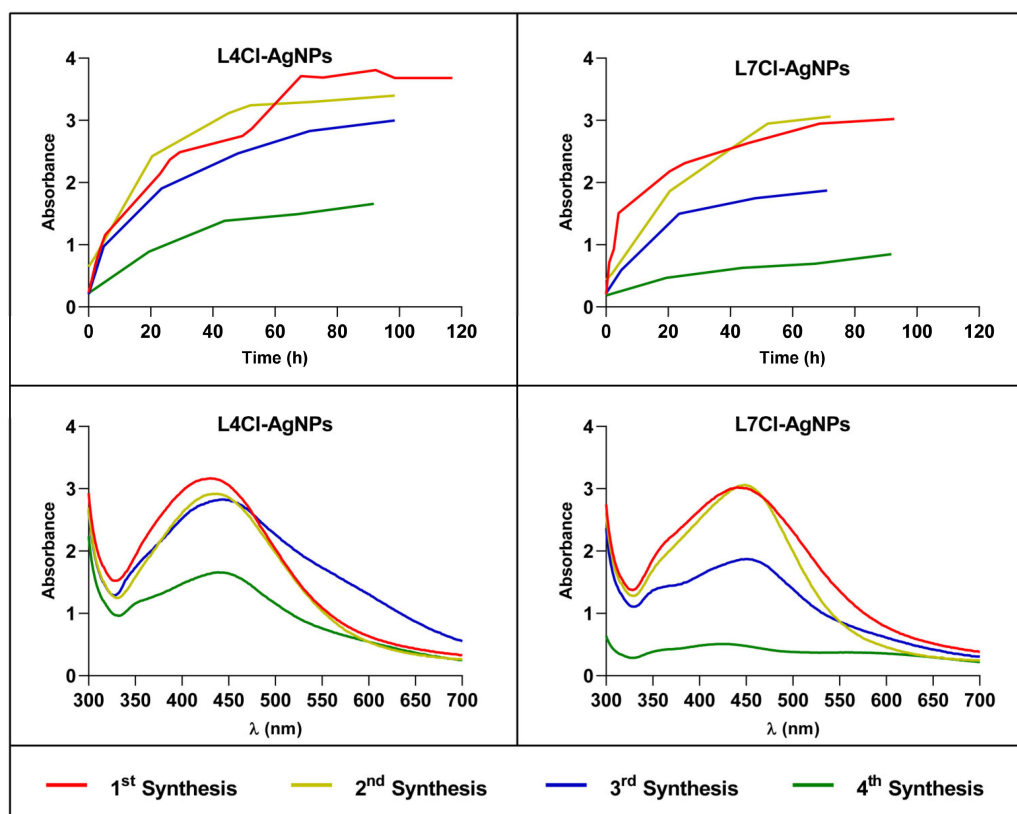 L4Cl-AgNPs
Absorbance
4
3
2
1
0
0 20 40 60 80 100 120
Time (h)
L7Cl-AgNPs
Absorbance
4
3
2
1
0
0 20 40 60 80 100 120
Time (h)
L4Cl-AgNPs
Absorbance
4
3
2
1
0
300 350 400 450 500 550 600 650 700
λ (nm)
L7Cl-AgNPs
Absorbance
4
3
2
1
0
300 350 400 450 500 550 600 650 700
λ (nm)
1st Synthesis 2nd Synthesis 3rd Synthesis 4th Synthesis